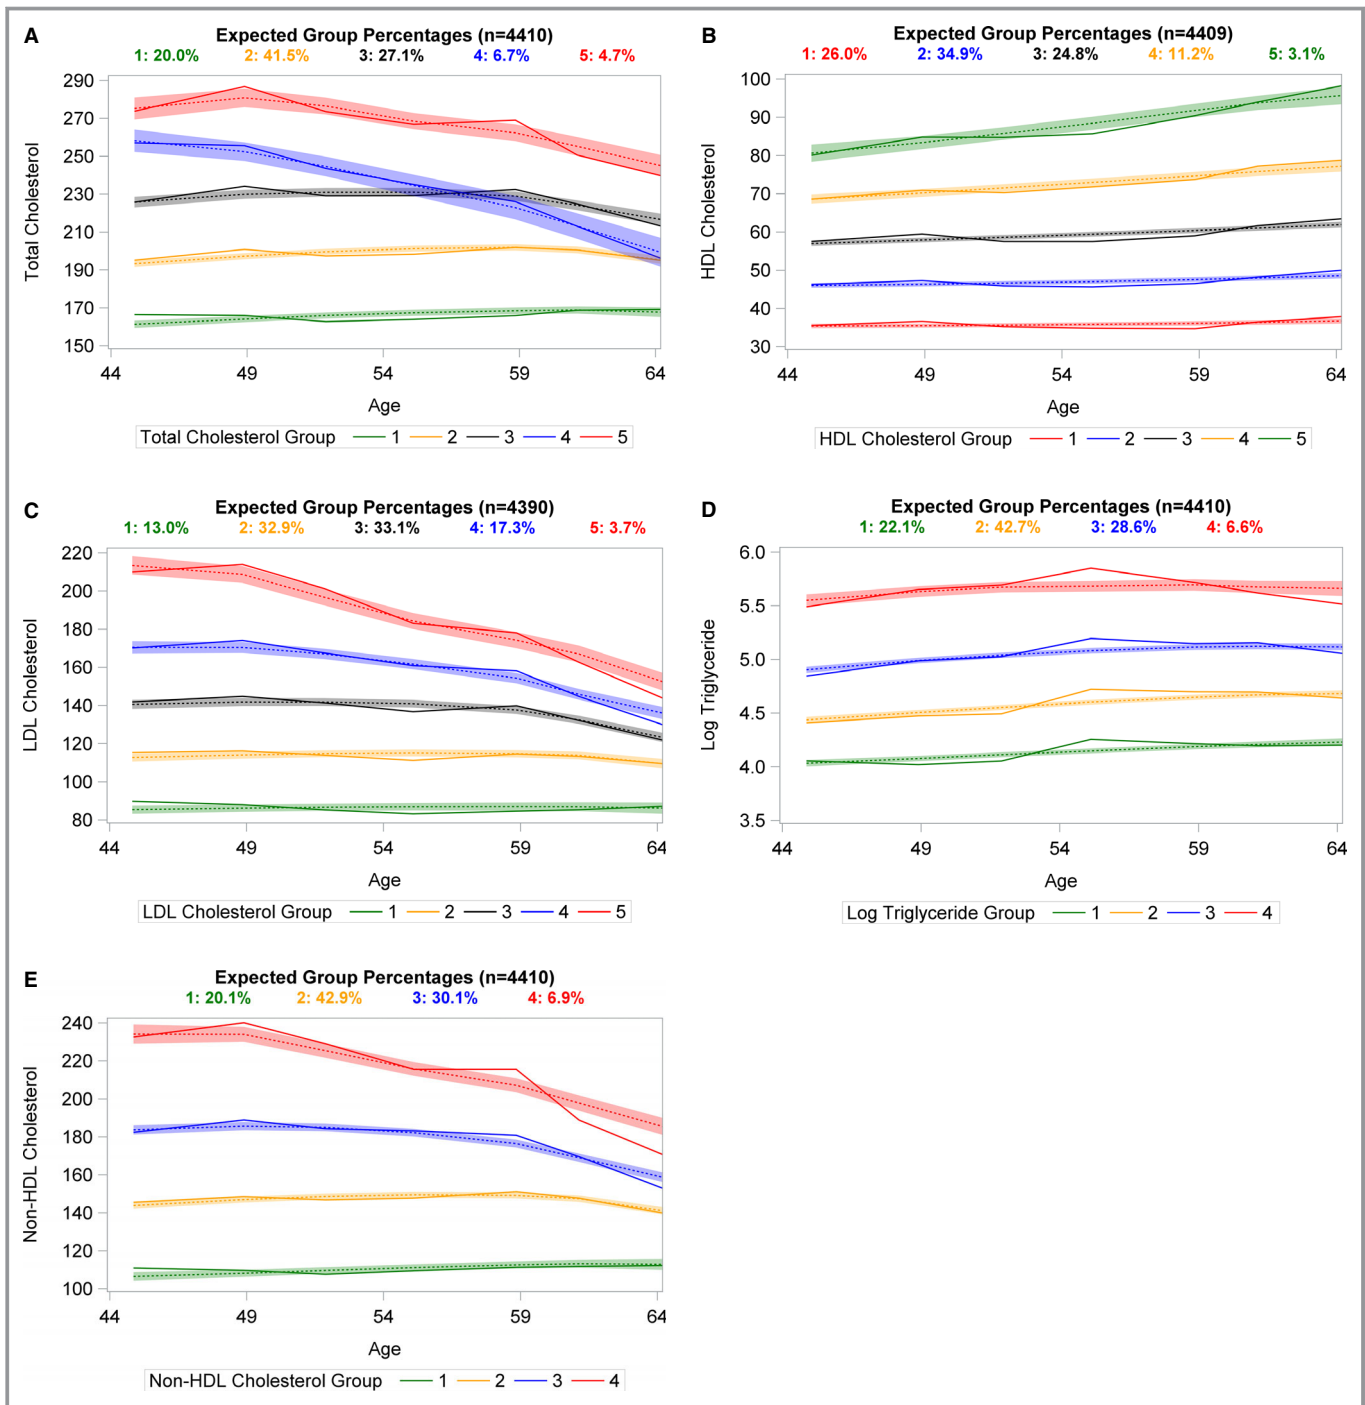 A
Expected Group Percentages (n=4410)
1: 20.0% 2: 41.5% 3: 27.1% 4: 6.7% 5: 4.7%
Total Cholesterol
290
270
250
230
210
190
170
150
44 49 54 59 64
Age
Total Cholesterol Group 1 2 3 4 5
B
Expected Group Percentages (n=4409)
1: 26.0% 2: 34.9% 3: 24.8% 4: 11.2% 5: 3.1%
HDL Cholesterol
100
90
80
70
60
50
40
30
44 49 54 59 64
Age
HDL Cholesterol Group 1 2 3 4 5
C
Expected Group Percentages (n=4390)
1: 13.0% 2: 32.9% 3: 33.1% 4: 17.3% 5: 3.7%
LDL Cholesterol
220
200
180
160
140
120
100
80
44 49 54 59 64
Age
LDL Cholesterol Group 1 2 3 4 5
D
Expected Group Percentages (n=4410)
1: 22.1% 2: 42.7% 3: 28.6% 4: 6.6%
Log Triglyceride
6.0
5.5
5.0
4.5
4.0
3.5
44 49 54 59 64
Age
Log Triglyceride Group 1 2 3 4
E
Expected Group Percentages (n=4410)
1: 20.1% 2: 42.9% 3: 30.1% 4: 6.9%
Non-HDL Cholesterol
240
220
200
180
160
140
120
100
44 49 54 59 64
Age
Non-HDL Cholesterol Group 1 2 3 4